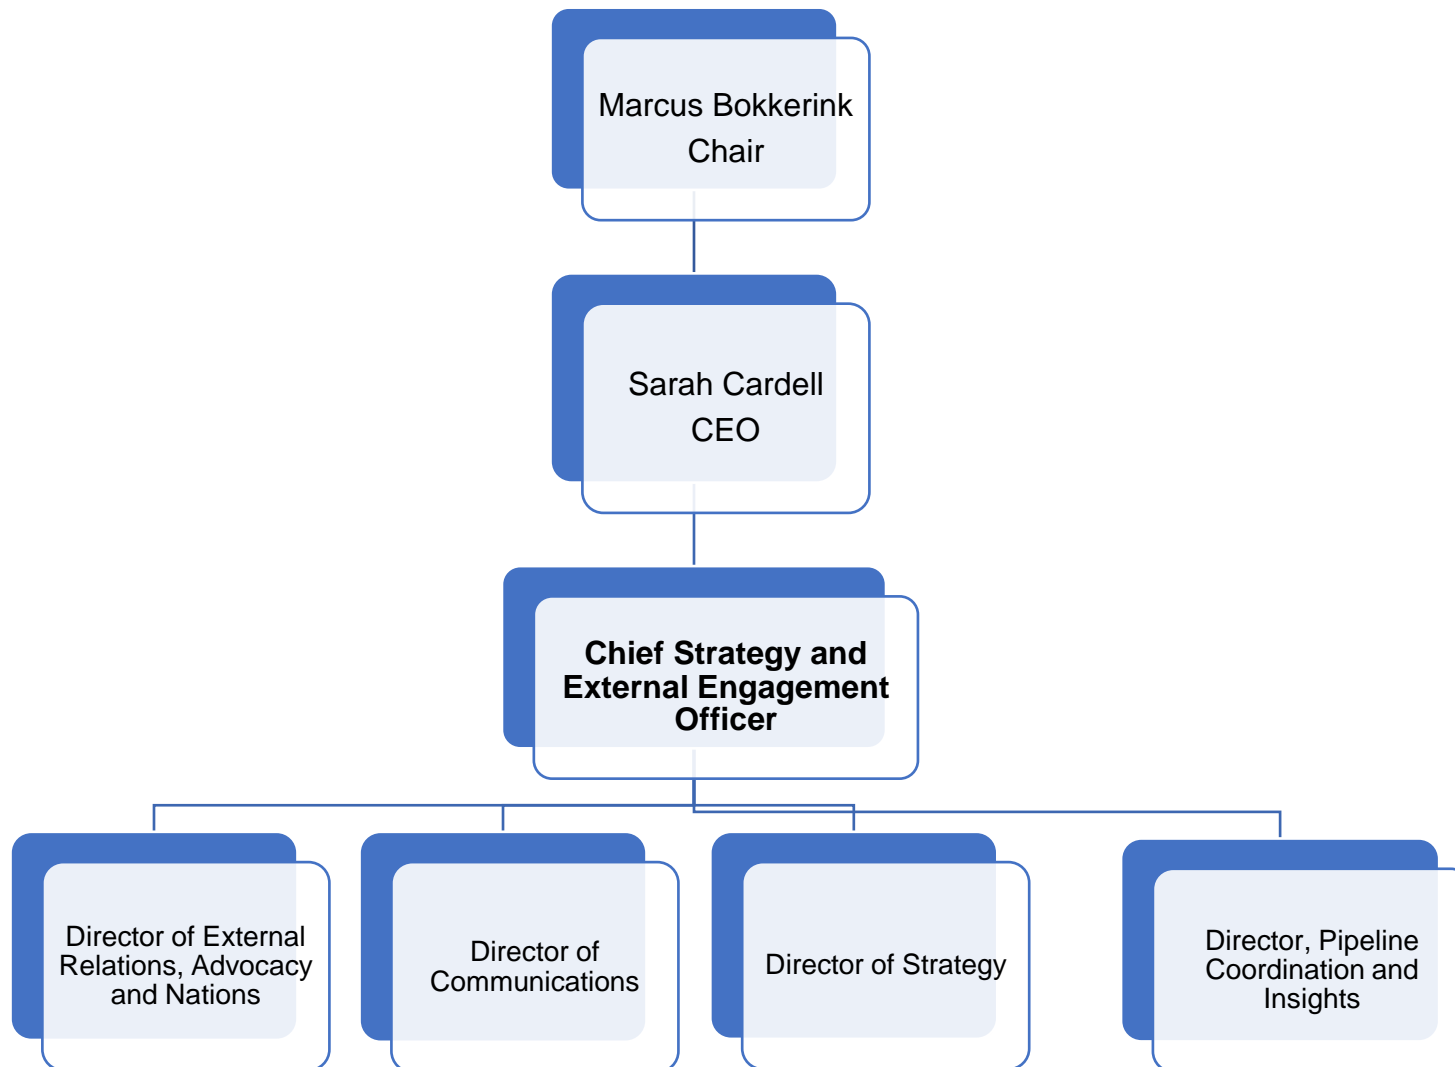 Marcus Bokkerink
Chair
Sarah Cardell
CEO
Chief Strategy and
External Engagement
Officer
Director of External
Relations, Advocacy
and Nations
Director of
Communications
Director of Strategy
Director, Pipeline
Coordination and
Insights